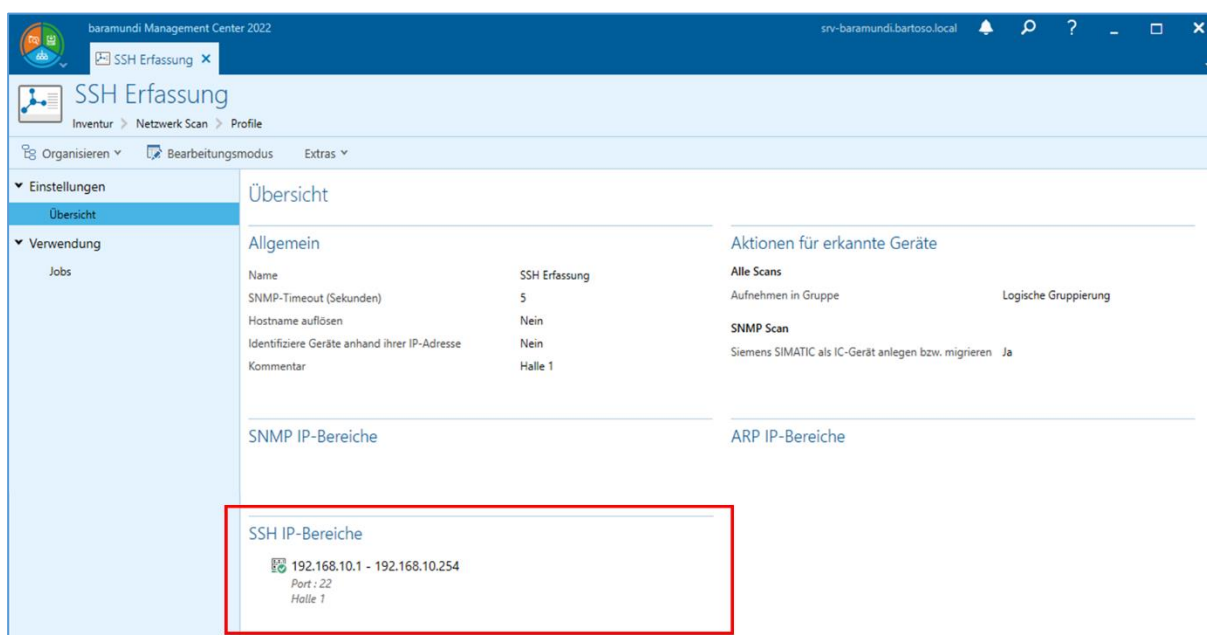 baramundi Management Center 2022
srv-baramundi.bartoso.local
SSH Erfassung
SSH Erfassung
Inventur > Netzwerk Scan > Profile
Organisieren
Bearbeitungsmodus
Extras
Einstellungen
Übersicht
Verwendung
Jobs
Übersicht
Allgemein
Name SSH Erfassung
SNMP-Timeout (Sekunden) 5
Hostname auflösen Nein
Identifiziere Geräte anhand ihrer IP-Adresse Nein
Kommentar Halle 1
Aktionen für erkannte Geräte
Alle Scans
Aufnehmen in Gruppe Logische Gruppierung
SNMP Scan
Siemens SIMATIC als IC-Gerät anlegen bzw. migrieren Ja
SNMP IP-Bereiche
ARP IP-Bereiche
SSH IP-Bereiche
192.168.10.1 - 192.168.10.254
Port : 22
Halle 1